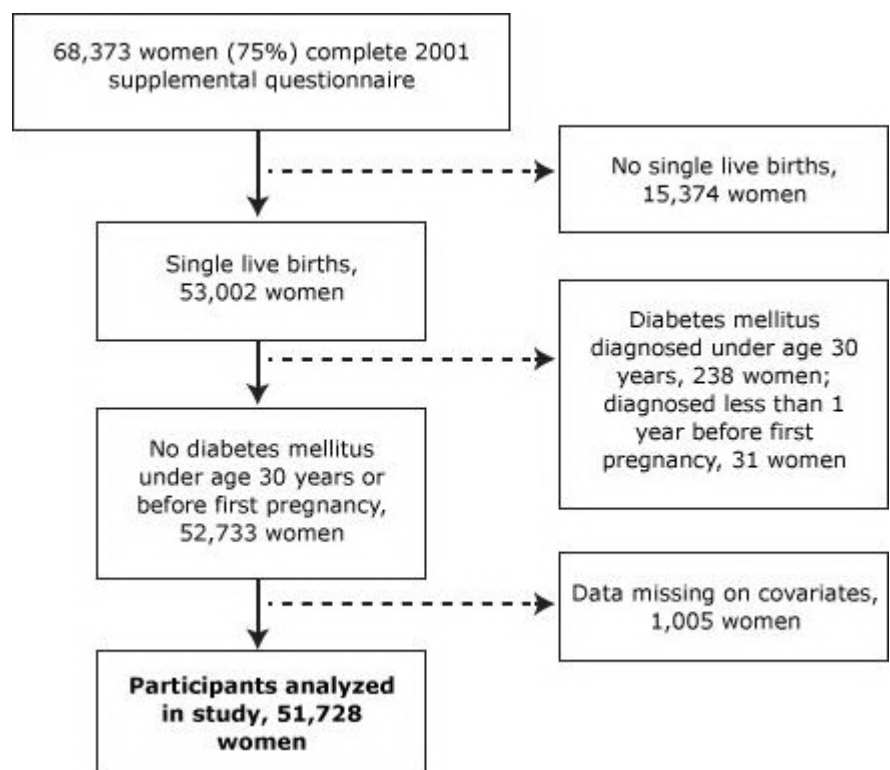 68,373 women (75%) complete 2001
supplemental questionnaire
No single live births,
15,374 women
Single live births,
53,002 women
Diabetes mellitus
diagnosed under age 30
years, 238 women;
diagnosed less than 1
year before first
pregnancy, 31 women
No diabetes mellitus
under age 30 years or
before first pregnancy,
52,733 women
Data missing on covariates,
1,005 women
Participants analyzed
in study, 51,728
women